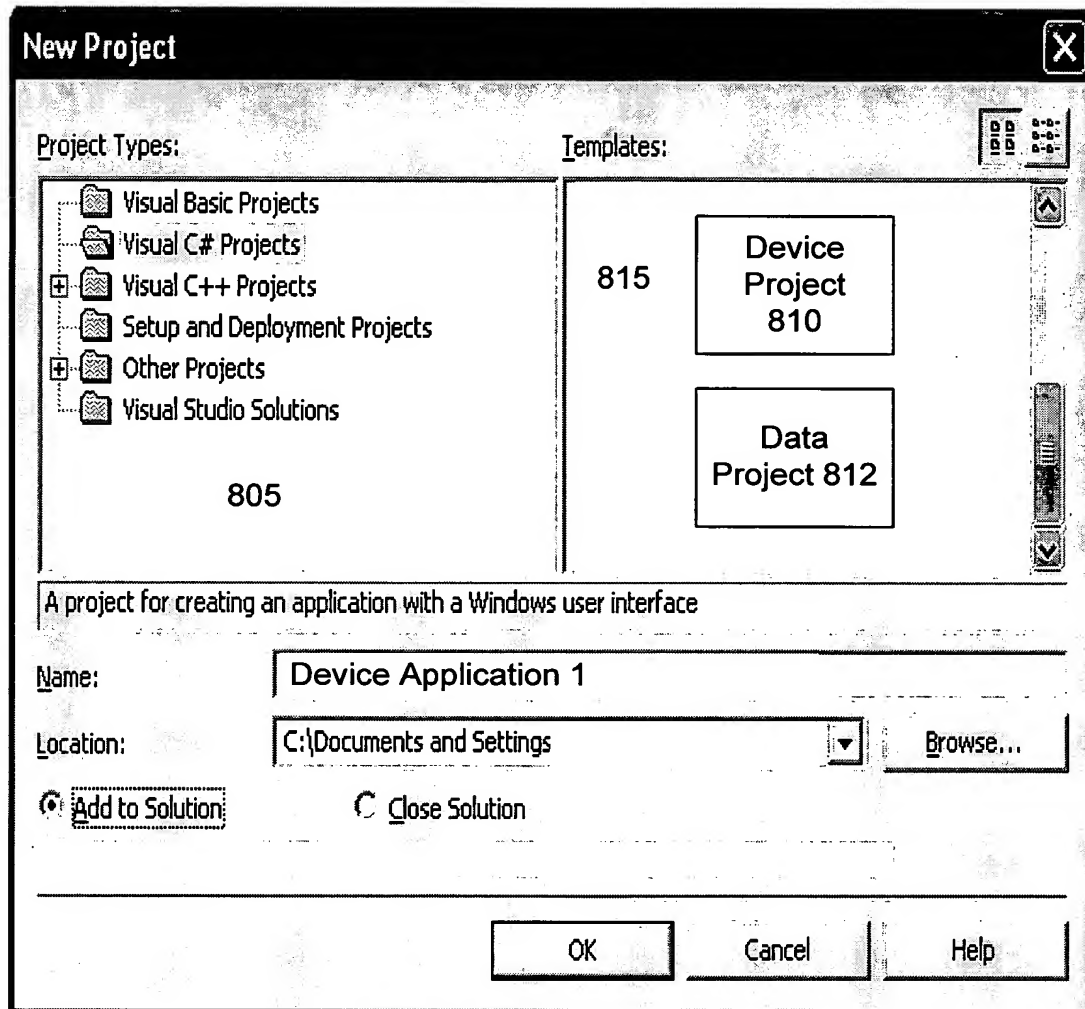 New Project
Project Types:
Templates:
Visual Basic Projects
Visual C# Projects
Visual C++ Projects
Setup and Deployment Projects
Other Projects
Visual Studio Solutions
805
815
Device
Project
810
Data
Project 812
A project for creating an application with a Windows user interface
Name:
Device Application 1
Location:
C:\Documents and Settings
Browse...
Add to Solution
Close Solution
OK
Cancel
Help